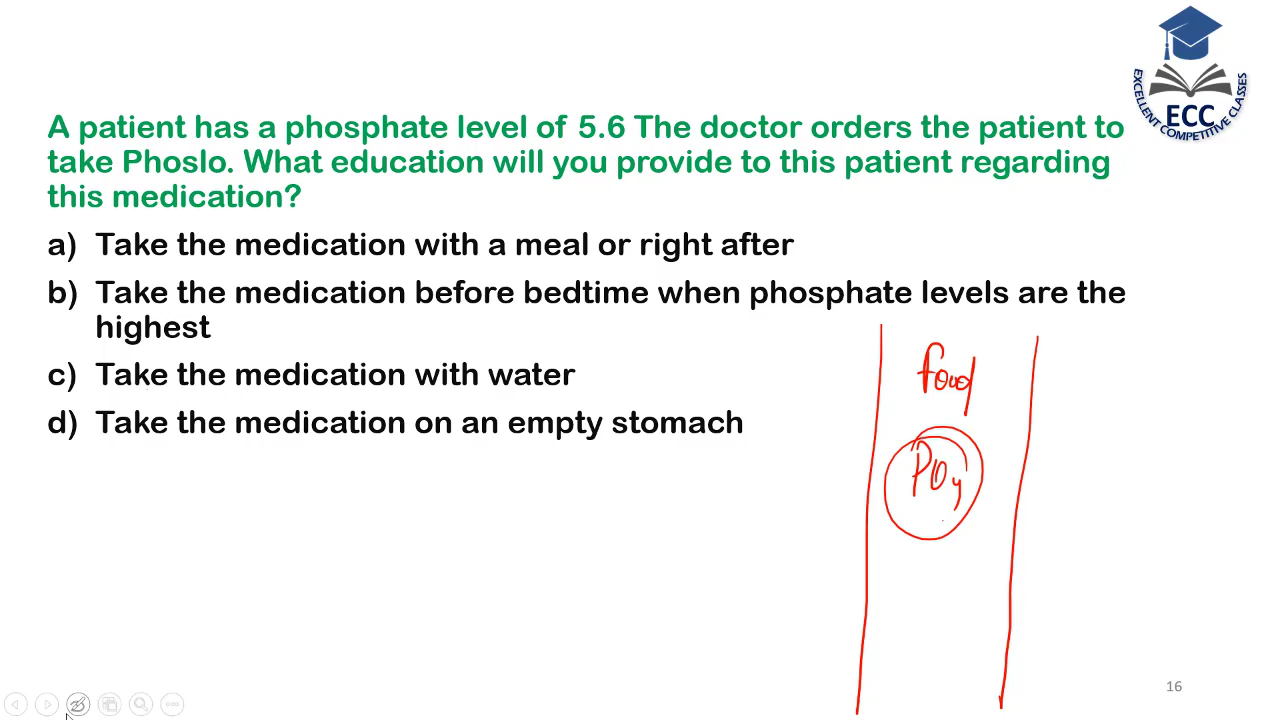 EXCELLENT COMPETITIVE CLASSES
ECC
A patient has a phosphate level of 5.6 The doctor orders the patient to
take Phoslo. What education will you provide to this patient regarding
this medication?
a) Take the medication with a meal or right after
b) Take the medication before bedtime when phosphate levels are the
highest
c) Take the medication with water
d) Take the medication on an empty stomach
food
PO4
16